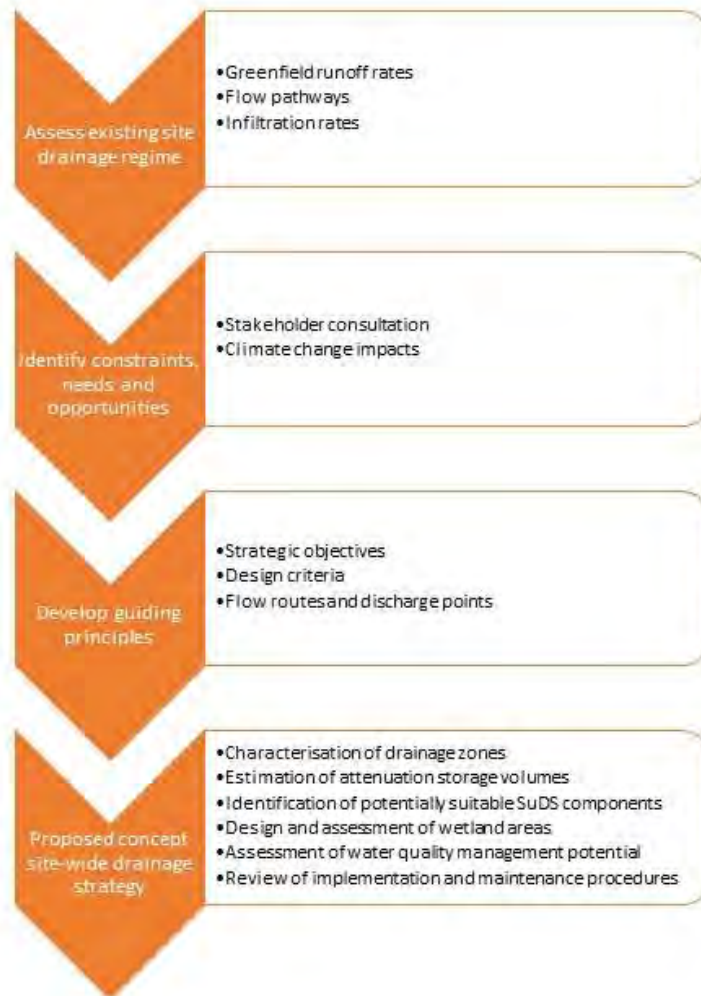 Assess existing site
drainage regime
•Greenfield runoff rates
•Flow pathways
•Infiltration rates
Identify constraints,
needs and
opportunities
•Stakeholder consultation
•Climate change impacts
Develop guiding
principles
•Strategic objectives
•Design criteria
•Flow routes and discharge points
Proposed concept
site-wide drainage
strategy
•Characterisation of drainage zones
•Estimation of attenuation storage volumes
•Identification of potentially suitable SuDS components
•Design and assessment of wetland areas
•Assessment of water quality management potential
•Review of implementation and maintenance procedures